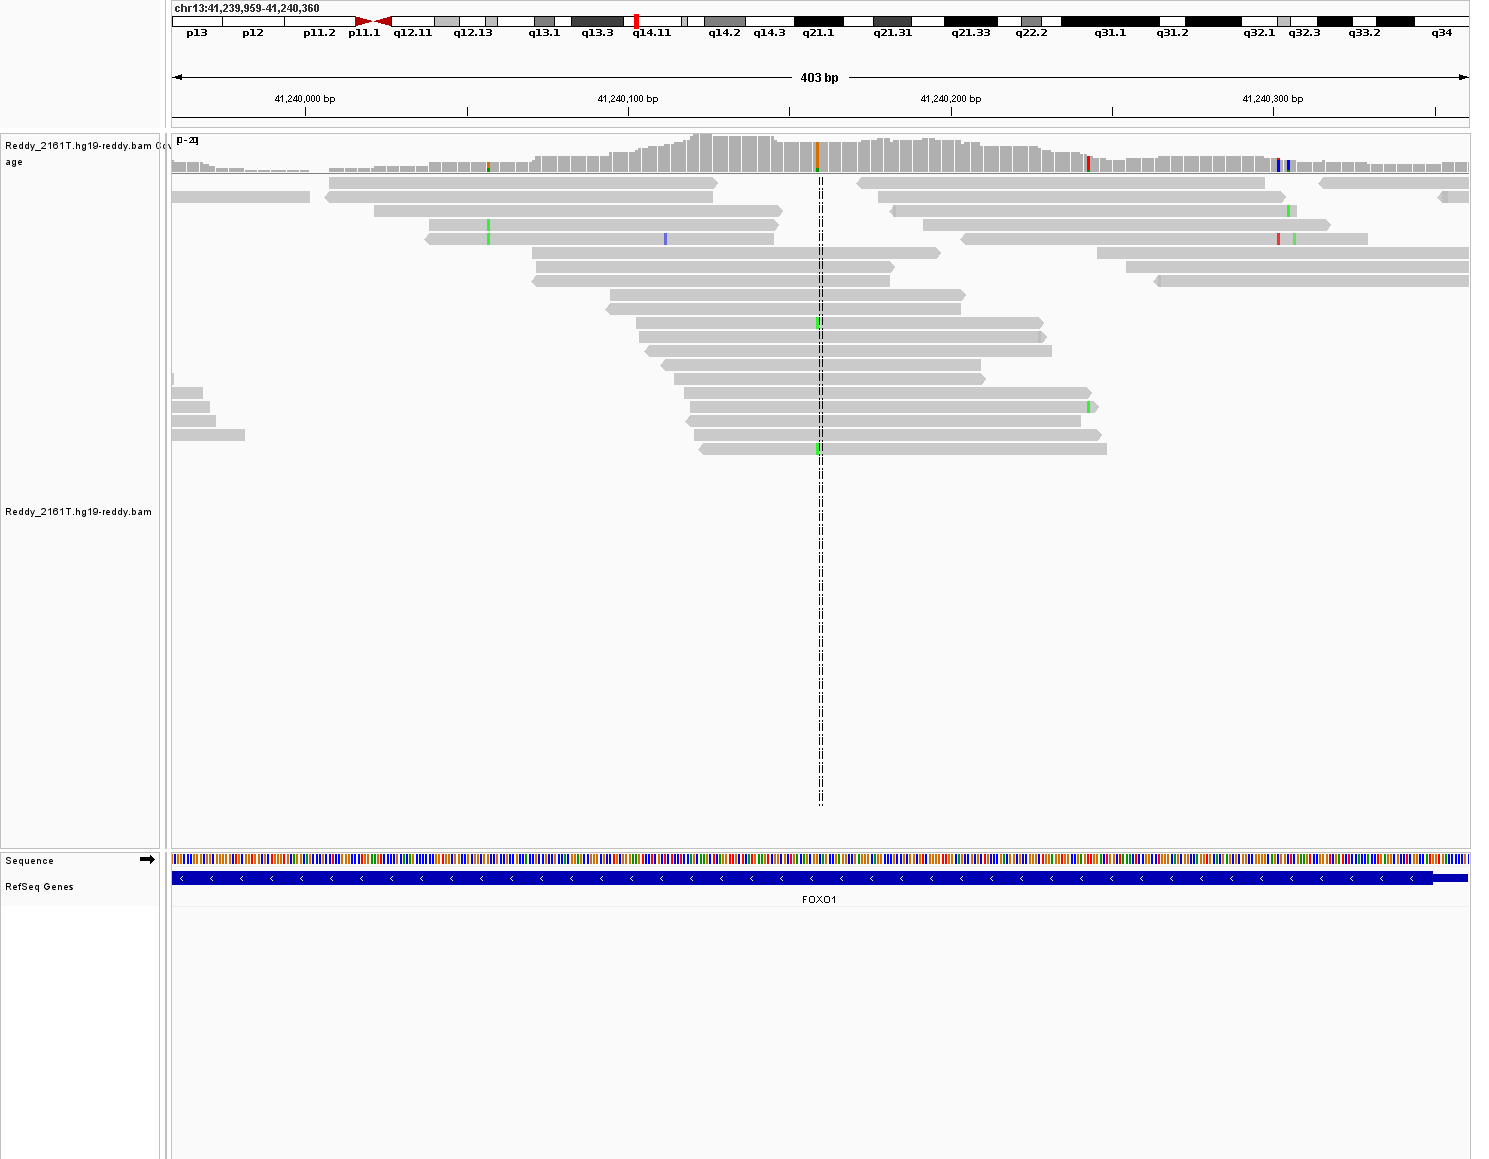 chr13:41,239,959-41,240,360
p13 p12 p11.2 p11.1 q12.11 q12.13 q13.1 q13.3 q14.11 q14.2 q14.3 q21.1 q21.31 q21.33 q22.2 q31.1 q31.2 q32.1 q32.3 q33.2 q34
403 bp
41,240,000 bp 41,240,100 bp 41,240,200 bp 41,240,300 bp
[0 - 20]
Reddy_2161T.hg19-reddy.bam Cov
age
Reddy_2161T.hg19-reddy.bam
Sequence
RefSeq Genes
FOXO1